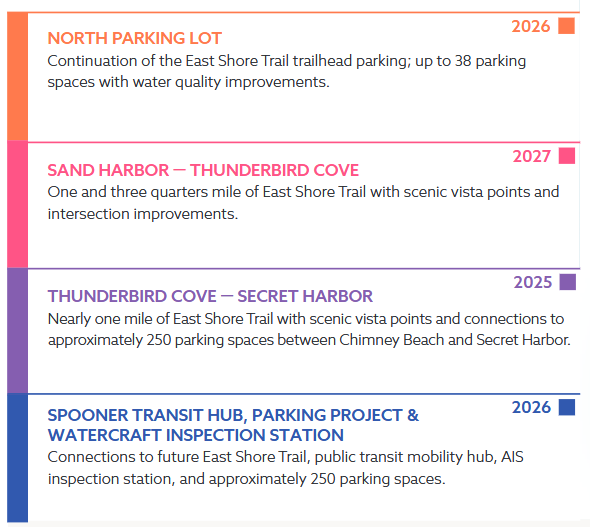 2026
NORTH PARKING LOT
Continuation of the East Shore Trail trailhead parking; up to 38 parking
spaces with water quality improvements.
2027
SAND HARBOR — THUNDERBIRD COVE
One and three quarters mile of East Shore Trail with scenic vista points and
intersection improvements.
2025
THUNDERBIRD COVE — SECRET HARBOR
Nearly one mile of East Shore Trail with scenic vista points and connections to
approximately 250 parking spaces between Chimney Beach and Secret Harbor.
2026
SPOONER TRANSIT HUB, PARKING PROJECT &
WATERCRAFT INSPECTION STATION
Connections to future East Shore Trail, public transit mobility hub, AIS
inspection station, and approximately 250 parking spaces.